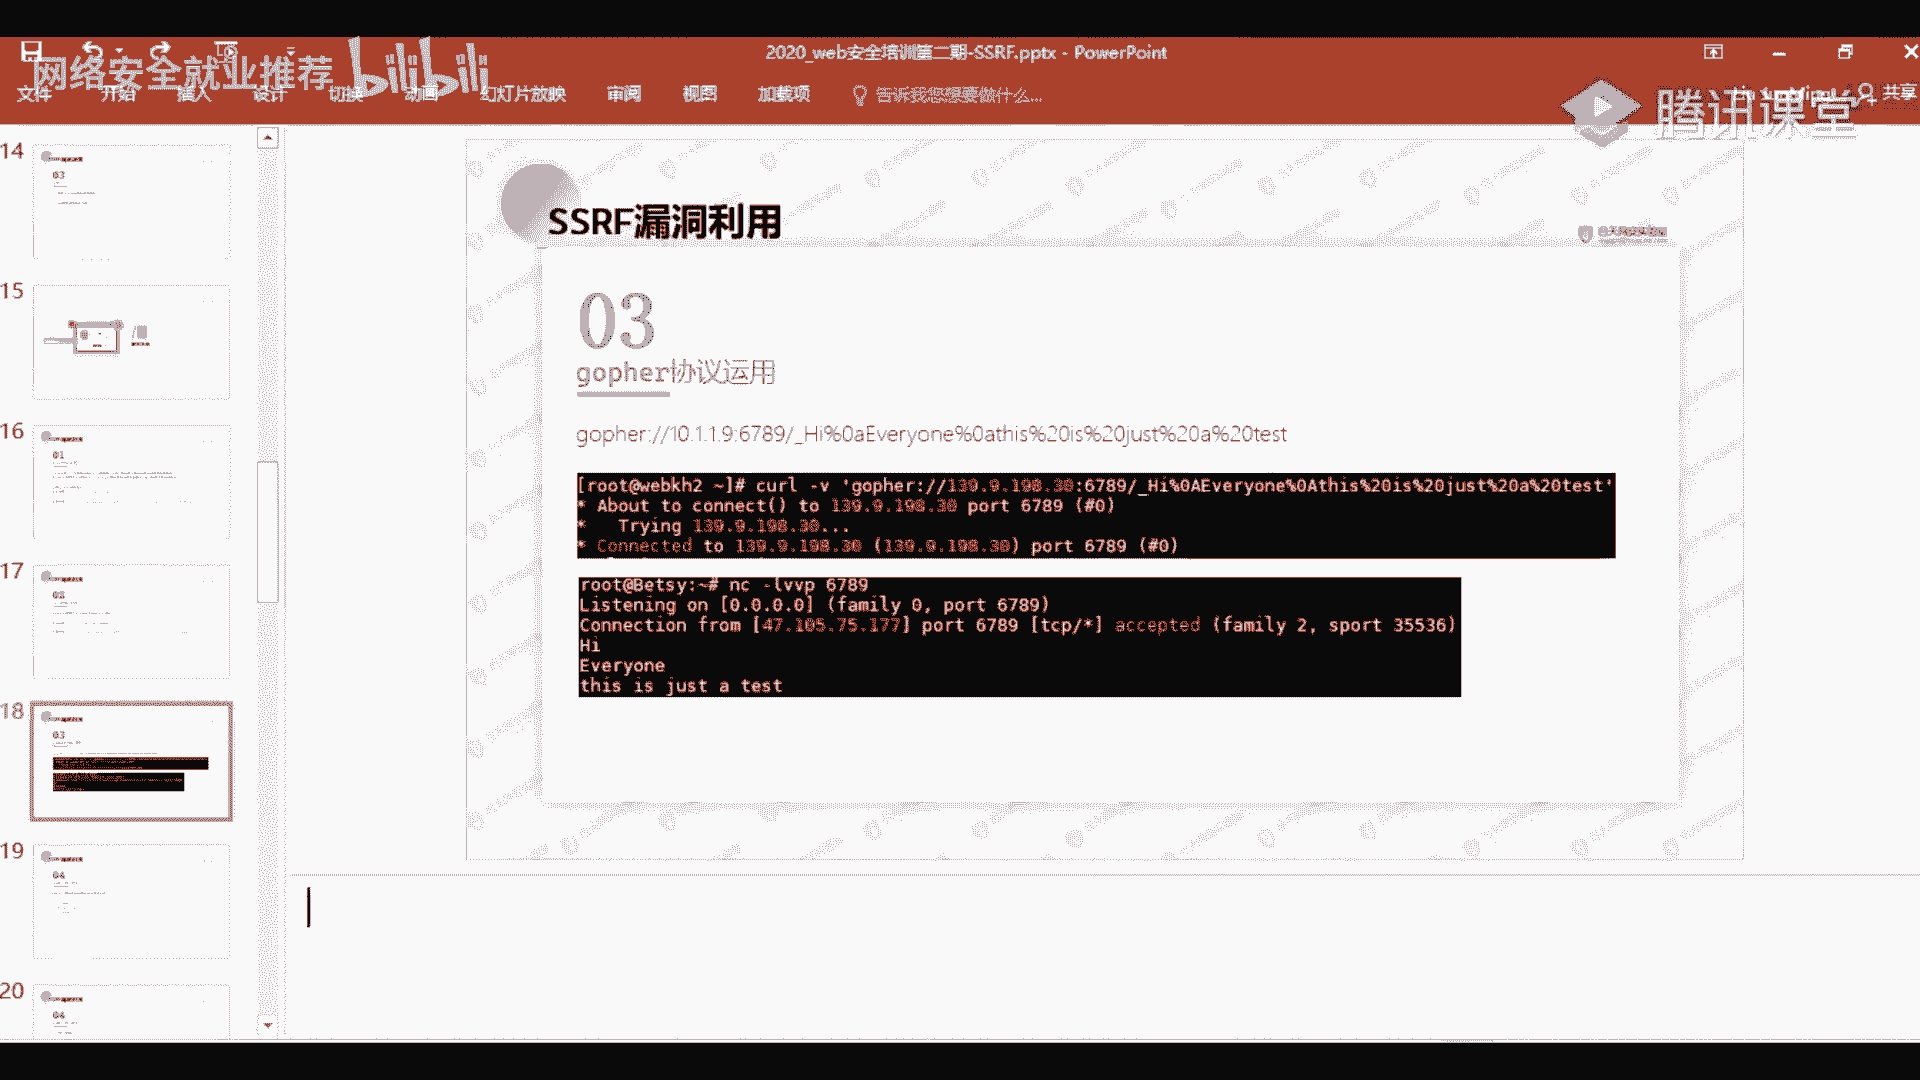 2020_web安全培训第二期-SSRF.pptx - PowerPoint
网络安全就业推荐 bilibili
文件 开始 插入 设计 切换 动画 幻灯片放映 审阅 视图 加载项 告诉我您想要做什么... 共享
腾讯课堂
14
03
15
16
01
17
02
18
03
19
04
20
04
SSRF漏洞利用
03
gopher协议运用
gopher://10.1.1.9:6789/_Hi%0aEveryone%0athis%20is%20just%20a%20test
[root@webkh2 ~]# curl -v 'gopher://139.9.198.30:6789/_Hi%0AEveryone%0Athis%20is%20just%20a%20test'
* About to connect() to 139.9.198.30 port 6789 (#0)
*   Trying 139.9.198.30...
* Connected to 139.9.198.30 (139.9.198.30) port 6789 (#0)
root@Betsy:~# nc -lvvp 6789
Listening on [0.0.0.0] (family 0, port 6789)
Connection from [47.105.75.177] port 6789 [tcp/*] accepted (family 2, sport 35536)
Hi
Everyone
this is just a test